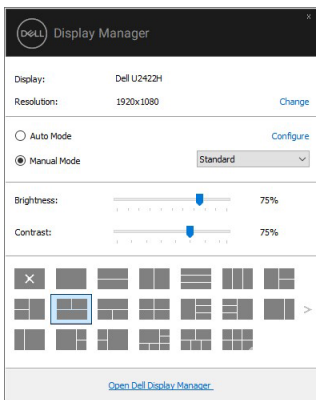 DELL Display Manager
Display: Dell U2422H
Resolution: 1920x1080 Change
Auto Mode Configure
Manual Mode Standard
Brightness: 75%
Contrast: 75%
Open Dell Display Manager